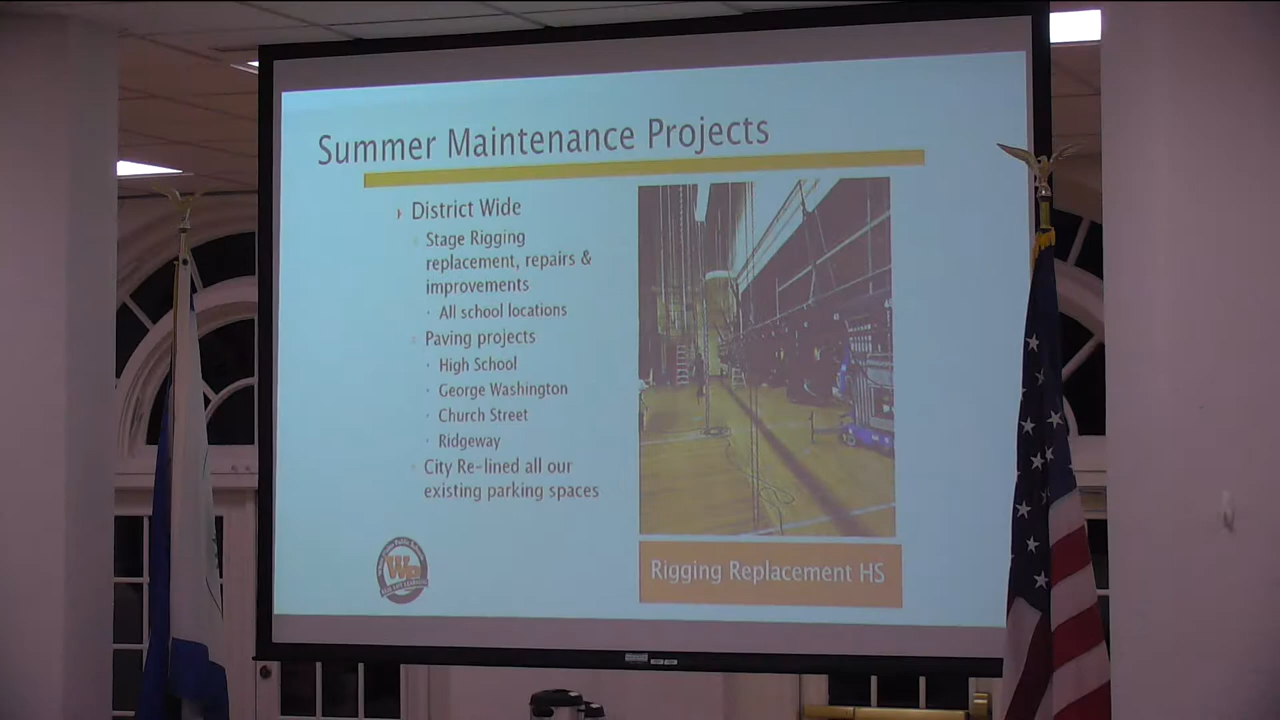 Summer Maintenance Projects
District Wide
Stage Rigging
replacement, repairs &
improvements
· All school locations
Paving projects
· High School
· George Washington
· Church Street
· Ridgeway
City Re-lined all our
existing parking spaces
WP
Rigging Replacement HS